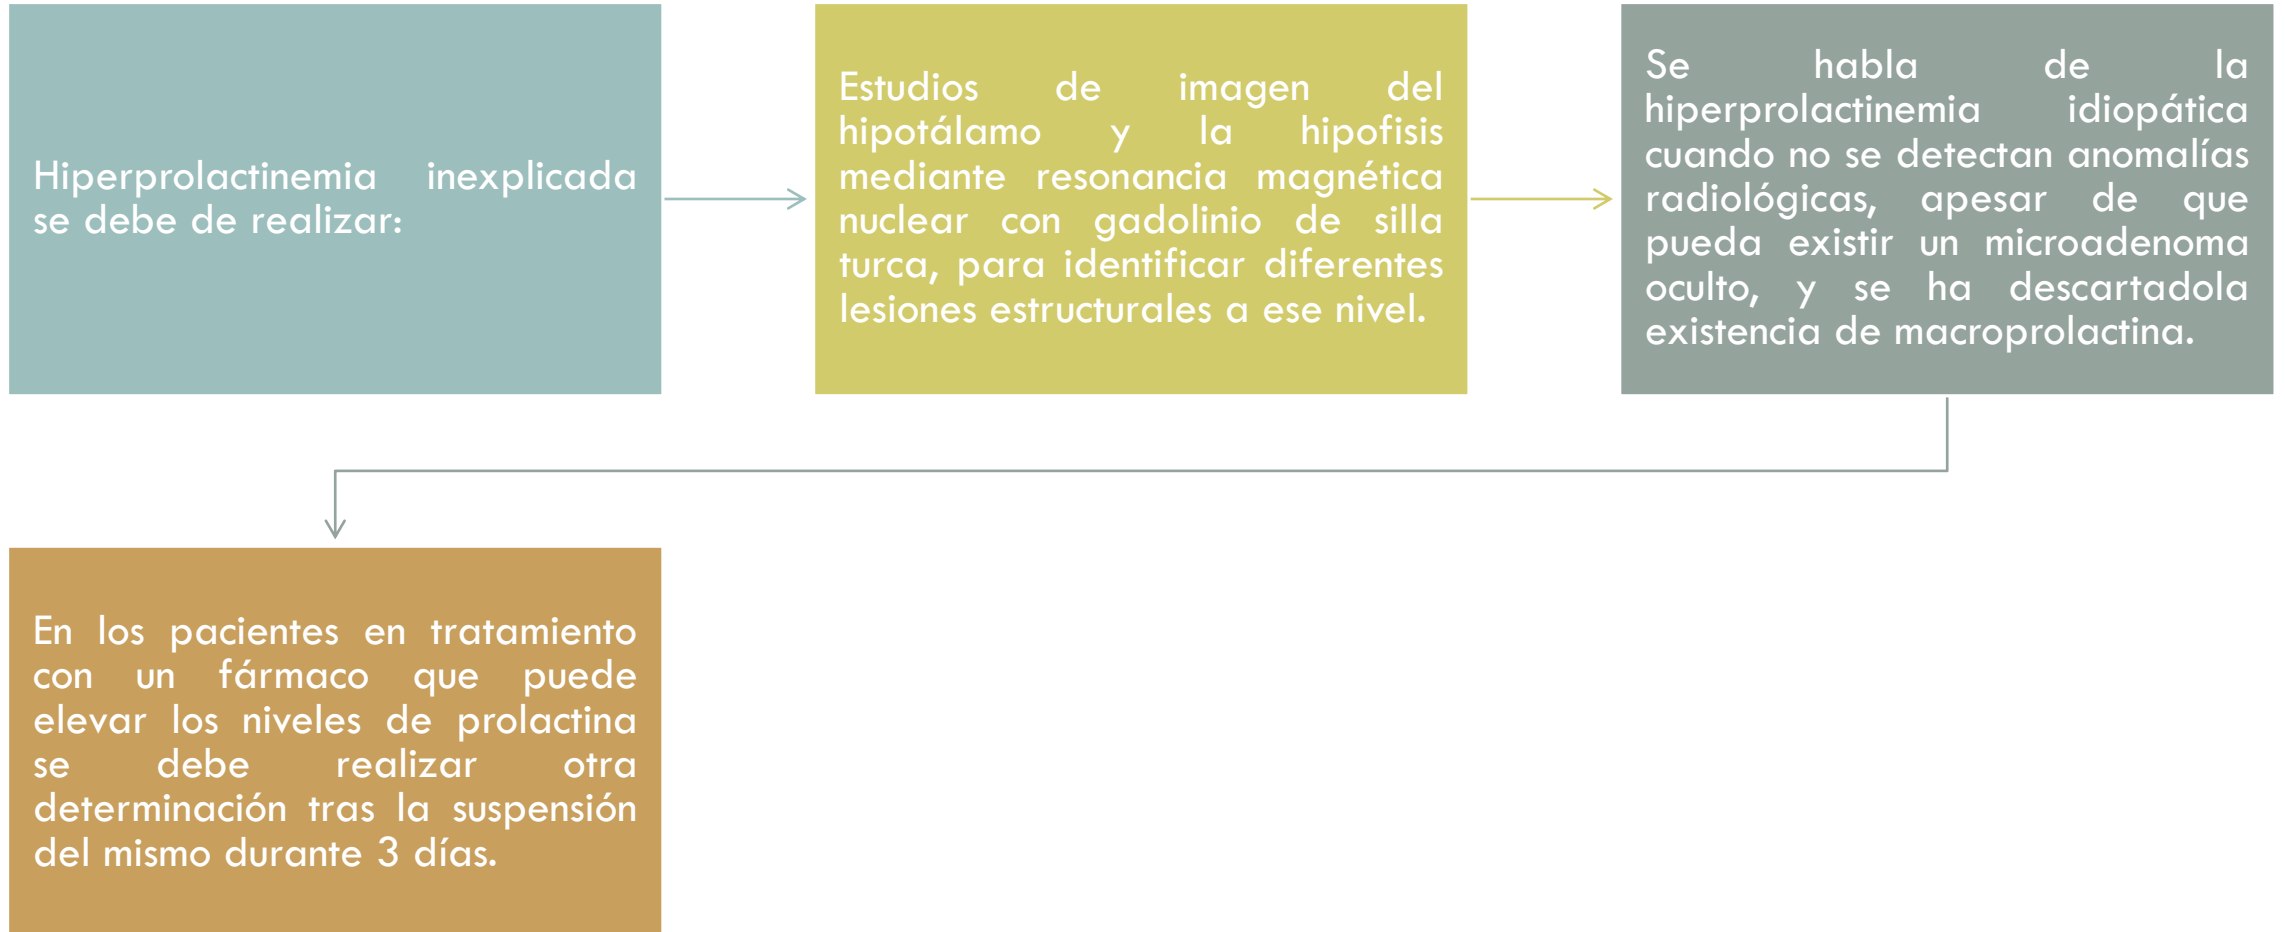 Hiperprolactinemia inexplicada
se debe de realizar:
Estudios de imagen del
hipotálamo y la hipofisis
mediante resonancia magnética
nuclear con gadolinio de silla
turca, para identificar diferentes
lesiones estructurales a ese nivel.
Se habla de la
hiperprolactinemia idiopática
cuando no se detectan anomalías
radiológicas, apesar de que
pueda existir un microadenoma
oculto, y se ha descartadola
existencia de macroprolactina.
En los pacientes en tratamiento
con un fármaco que puede
elevar los niveles de prolactina
se debe realizar otra
determinación tras la suspensión
del mismo durante 3 días.